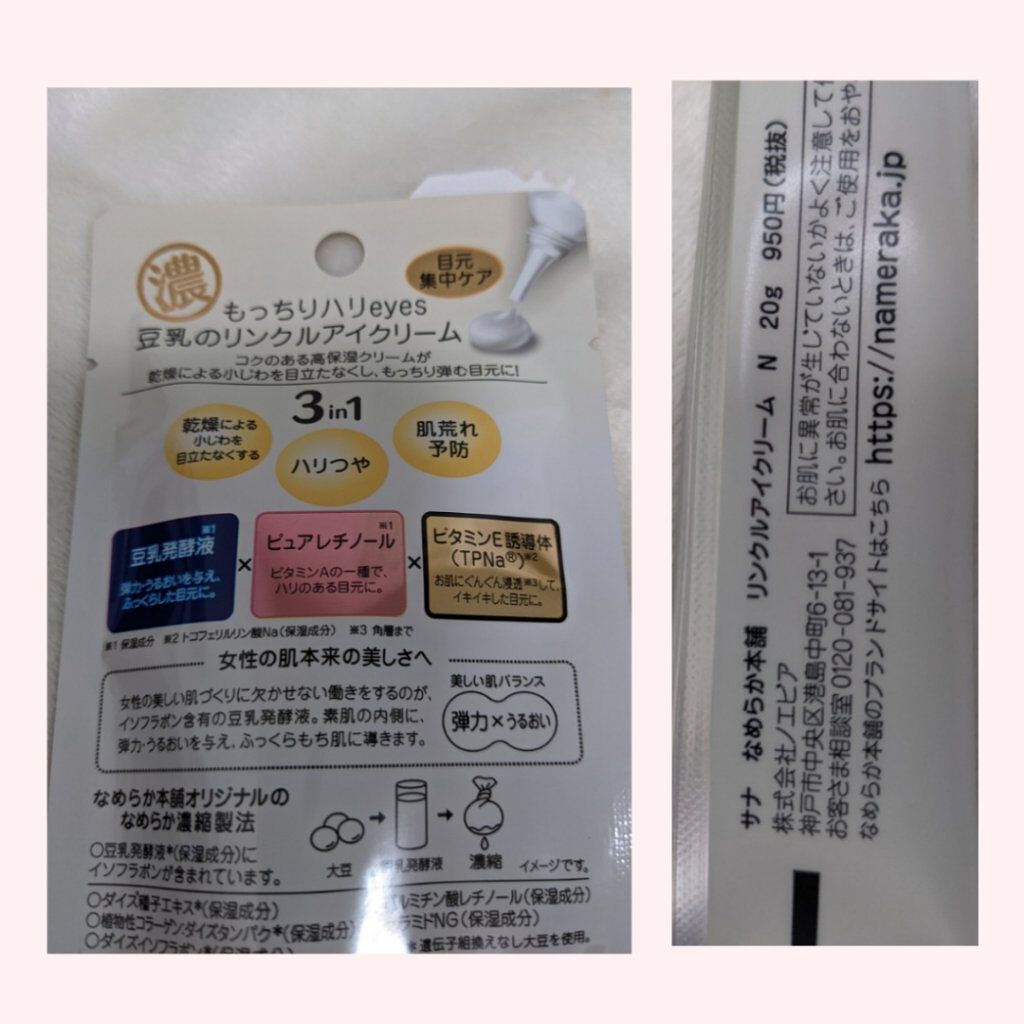 濃
目元
集中ケア
もっちりハリeyes
豆乳のリンクルアイクリーム
コクのある高保湿クリームが
乾燥による小じわを目立たなくし、もっちり弾む目元に!
3in1
乾燥による
小じわを
目立たなくする
ハリつや
肌荒れ
予防
豆乳発酵液※1
弾力・うるおいを与え、
ふっくらした目元に。
×
ピュアレチノール※1
ビタミンAの一種で、
ハリのある目元に。
×
ビタミンE誘導体
(TPNa®)※2
お肌にぐんぐん浸透※3して、
イキイキした目元に。
※1 保湿成分 ※2 トコフェリルリン酸Na(保湿成分) ※3 角層まで
女性の肌本来の美しさへ
女性の美しい肌づくりに欠かせない働きをするのが、
イソフラボン含有の豆乳発酵液。素肌の内側に、
弾力・うるおいを与え、ふっくらもち肌に導きます。
美しい肌バランス
弾力×うるおい
なめらか本舗オリジナルの
なめらか濃縮製法
大豆
乳発酵液
濃縮
イメージです。
○豆乳発酵液*(保湿成分)に
イソフラボンが含まれています。
○ダイズ種子エキス*(保湿成分)
○植物性コラーゲンダイズタンパク*(保湿成分)
○ダイズイソフラボン*(保湿成分)
ルミチン酸レチノール(保湿成分)
ラミドNG(保湿成分)
*遺伝子組換えなし大豆を使用。
サナ なめらか本舗 リンクルアイクリーム N 20g 950円(税抜)
株式会社ノエビア
神戸市中央区港島中町6-13-1
お客さま相談室 0120-081-937
なめらか本舗のブランドサイトはこちら https://nameraka.jp
お肌に異常が生じていないかよく注意して
さい。お肌に合わないときは、ご使用をおや